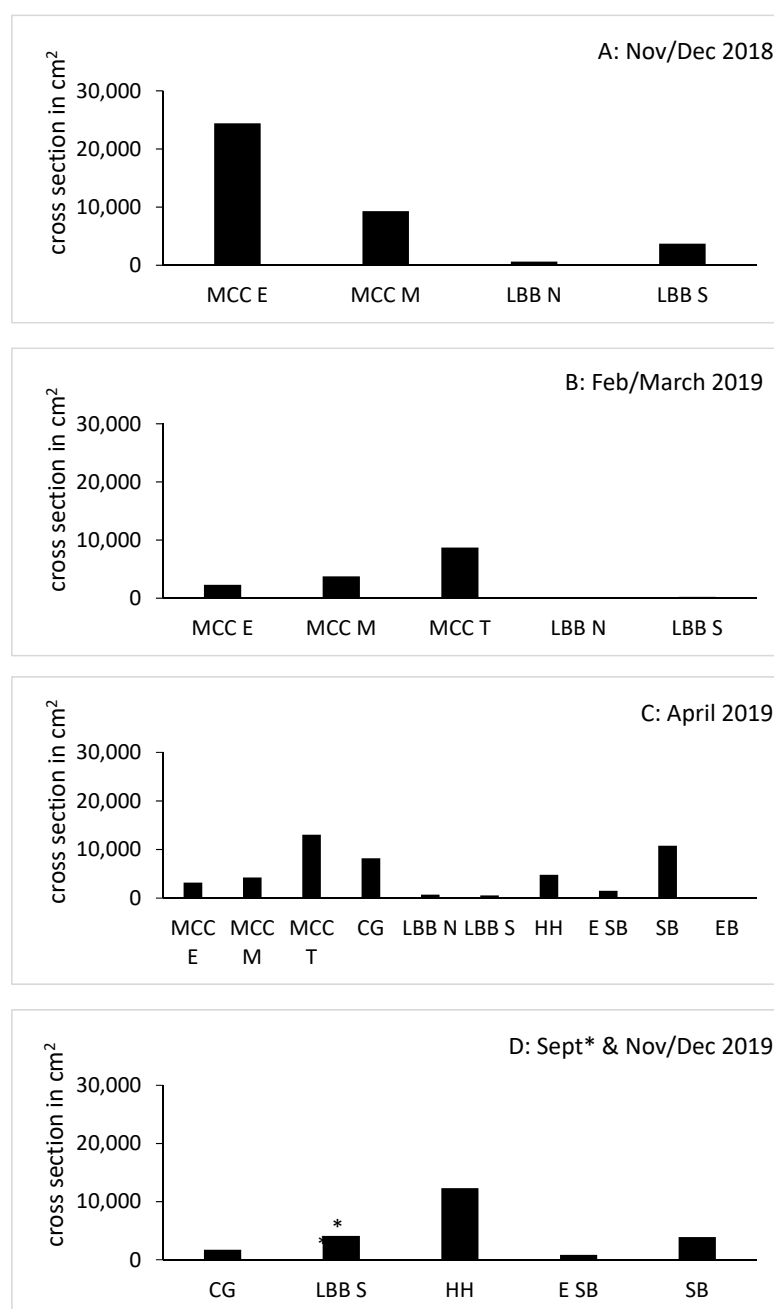 A: Nov/Dec 2018
cross section in cm²
30,000
20,000
10,000
0
MCC E MCC M LBB N LBB S
B: Feb/March 2019
cross section in cm²
30,000
20,000
10,000
0
MCC E MCC M MCC T LBB N LBB S
C: April 2019
cross section in cm²
30,000
20,000
10,000
0
MCC MCC MCC CG LBB N LBB S HH E SB SB EB
E M T
D: Sept* & Nov/Dec 2019
cross section in cm²
30,000
20,000
10,000
*
*
0
CG LBB S HH E SB SB